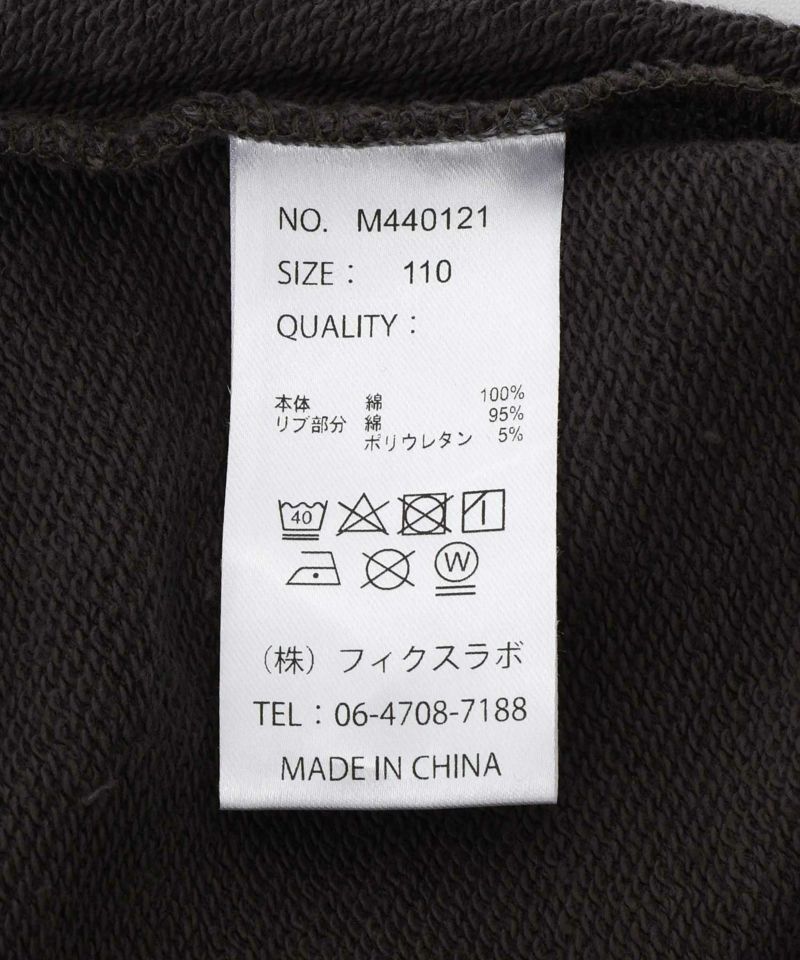 NO. M440121
SIZE： 110
QUALITY：
本体 綿 100%
リブ部分 綿 95%
ポリウレタン 5%
40
W
（株）フィクスラボ
TEL：06-4708-7188
MADE IN CHINA